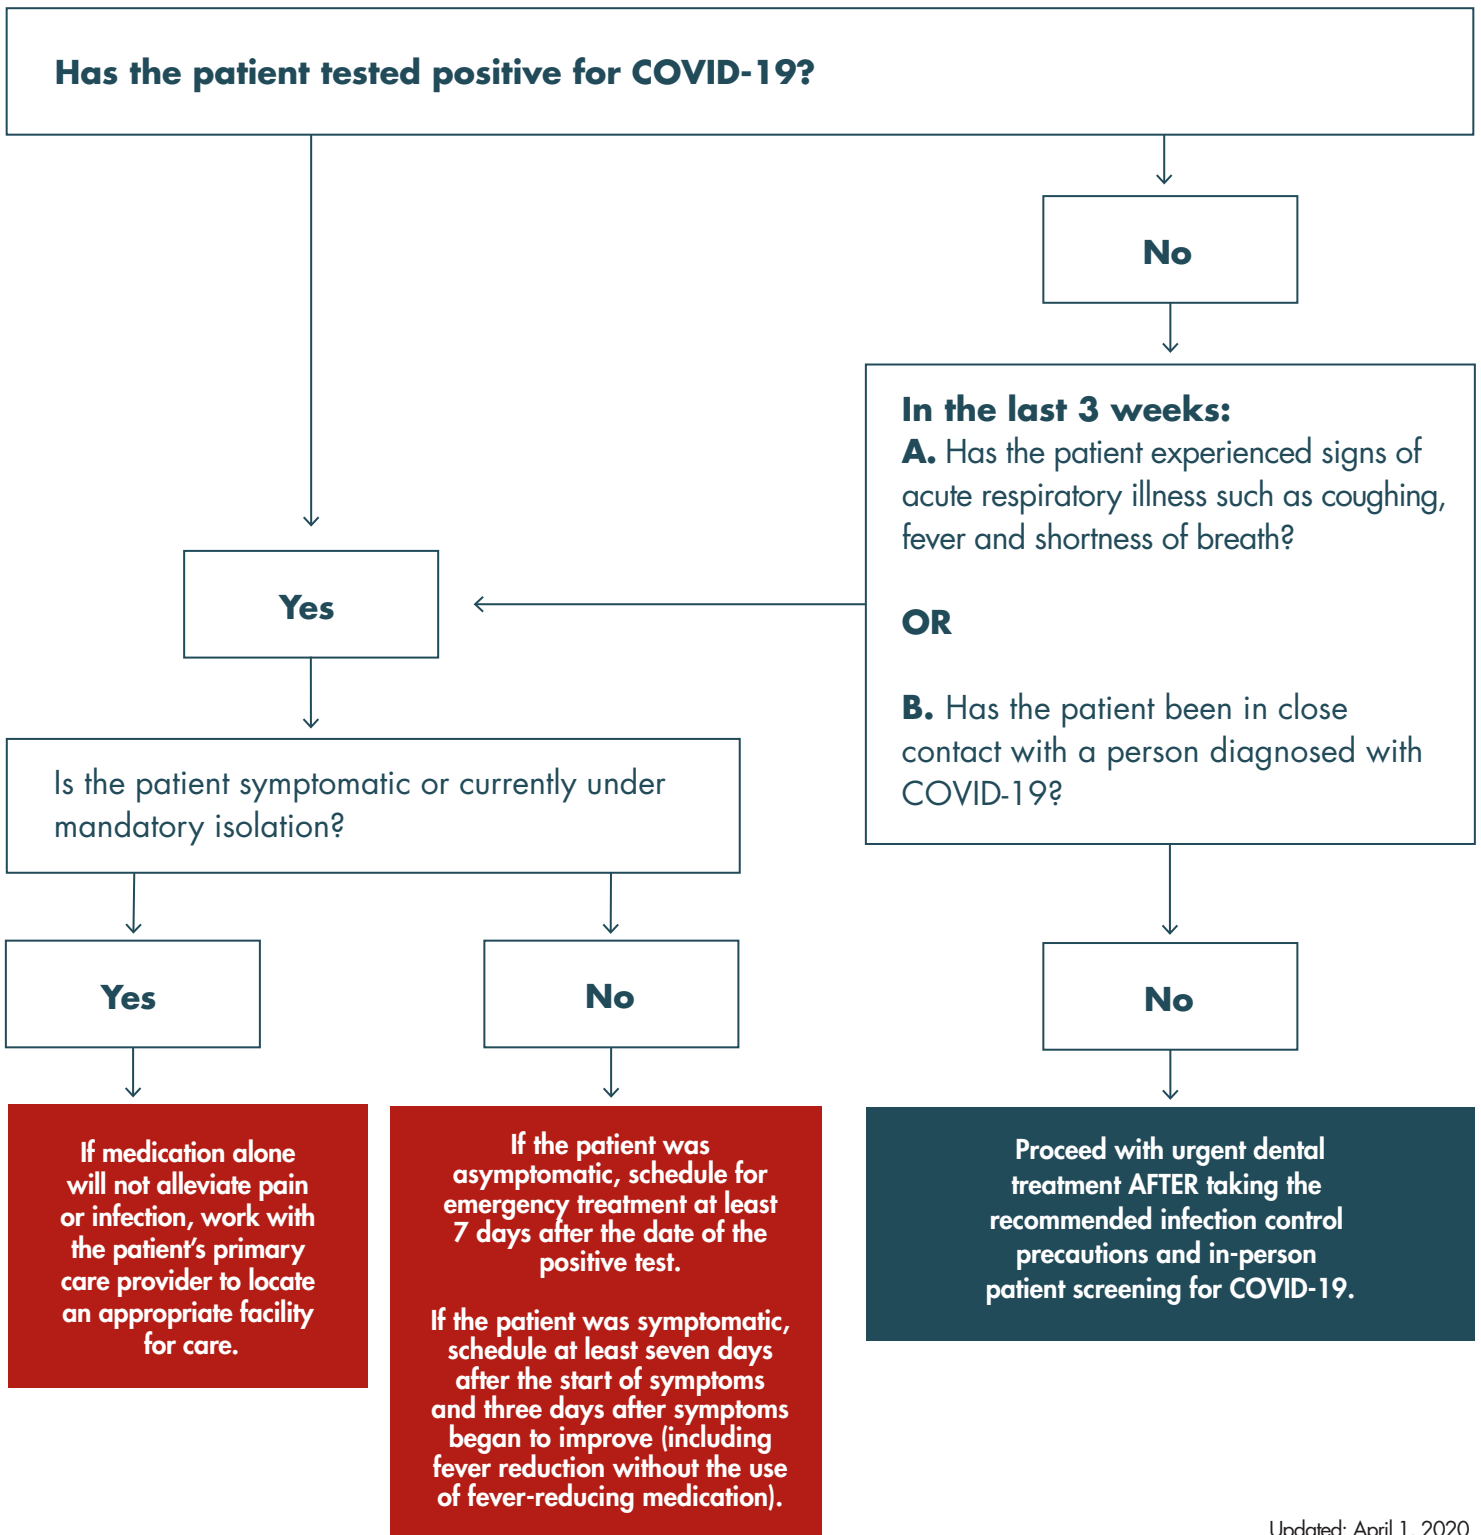 Has the patient tested positive for COVID-19?
No
In the last 3 weeks:
A. Has the patient experienced signs of
acute respiratory illness such as coughing,
fever and shortness of breath?
OR
B. Has the patient been in close
contact with a person diagnosed with
COVID-19?
Yes
Is the patient symptomatic or currently under
mandatory isolation?
Yes
No
No
If medication alone
will not alleviate pain
or infection, work with
the patient's primary
care provider to locate
an appropriate facility
for care.
If the patient was
asymptomatic, schedule for
emergency treatment at least
7 days after the date of the
positive test.
If the patient was symptomatic,
schedule at least seven days
after the start of symptoms
and three days after symptoms
began to improve (including
fever reduction without the use
of fever-reducing medication).
Proceed with urgent dental
treatment AFTER taking the
recommended infection control
precautions and in-person
patient screening for COVID-19.
Updated: April 1, 2020